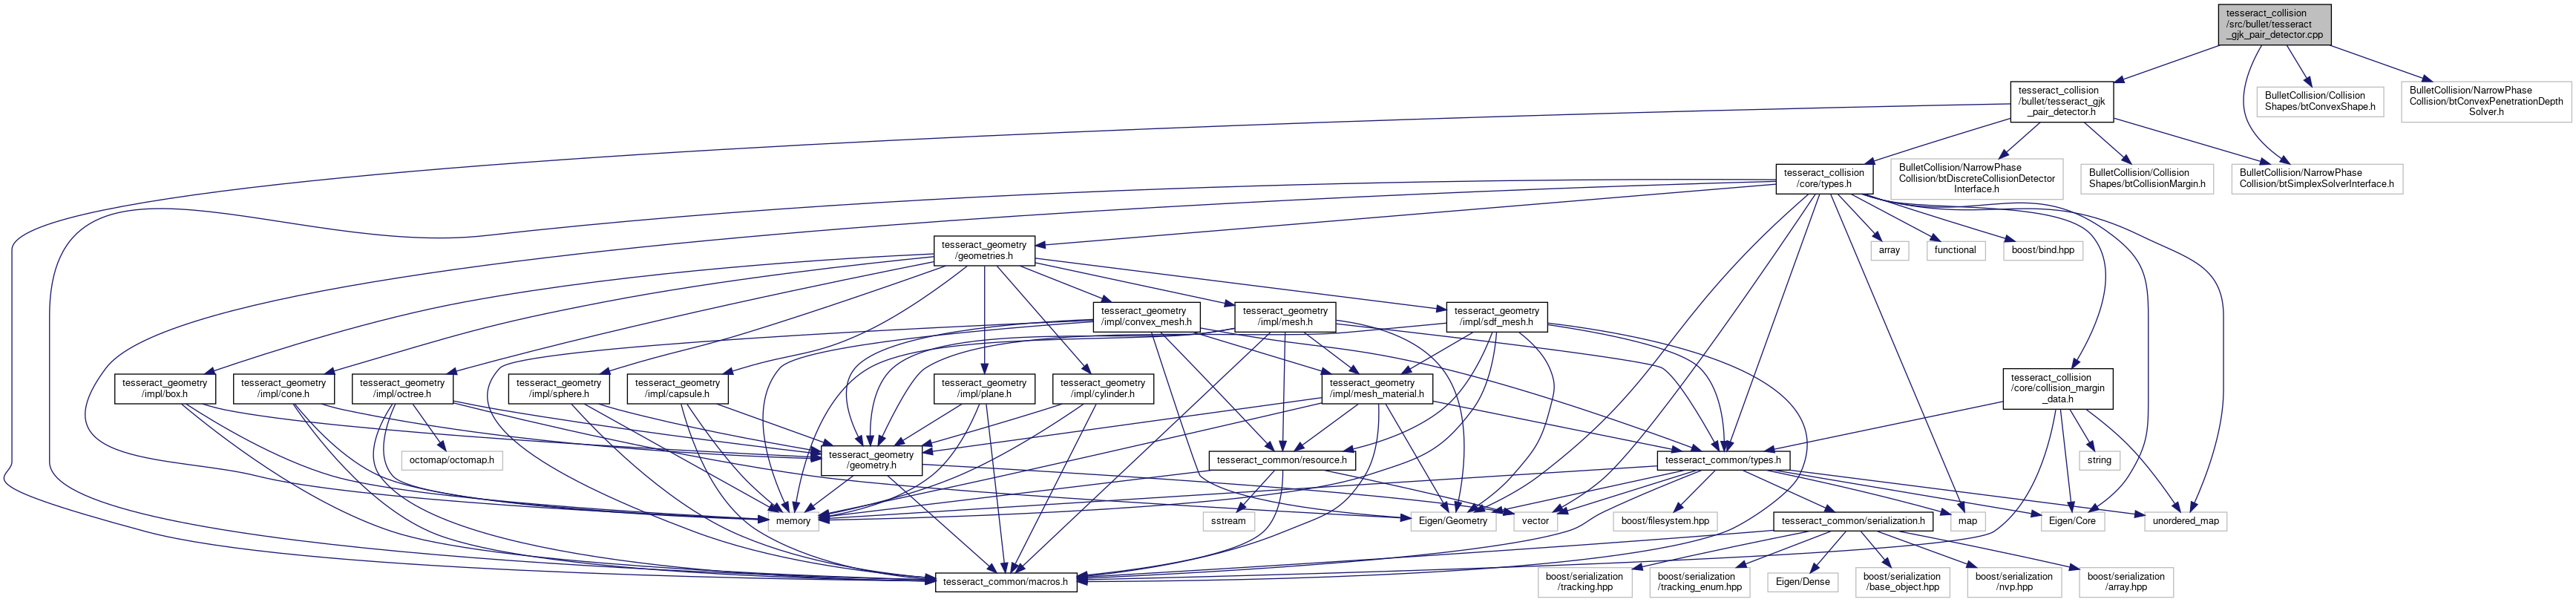 tesseract_collision
/src/bullet/tesseract
_gjk_pair_detector.cpp
tesseract_collision
/bullet/tesseract_gjk
_pair_detector.h
BulletCollision/Collision
Shapes/btConvexShape.h
BulletCollision/NarrowPhase
Collision/btConvexPenetrationDepth
Solver.h
tesseract_collision
/core/types.h
BulletCollision/NarrowPhase
Collision/btDiscreteCollisionDetector
Interface.h
BulletCollision/Collision
Shapes/btCollisionMargin.h
BulletCollision/NarrowPhase
Collision/btSimplexSolverInterface.h
tesseract_geometry
/geometries.h
array
functional
boost/bind.hpp
tesseract_geometry
/impl/convex_mesh.h
tesseract_geometry
/impl/mesh.h
tesseract_geometry
/impl/sdf_mesh.h
tesseract_geometry
/impl/box.h
tesseract_geometry
/impl/cone.h
tesseract_geometry
/impl/octree.h
tesseract_geometry
/impl/sphere.h
tesseract_geometry
/impl/capsule.h
tesseract_geometry
/impl/plane.h
tesseract_geometry
/impl/cylinder.h
tesseract_geometry
/impl/mesh_material.h
tesseract_collision
/core/collision_margin
_data.h
octomap/octomap.h
tesseract_geometry
/geometry.h
tesseract_common/resource.h
tesseract_common/types.h
string
memory
sstream
Eigen/Geometry
vector
boost/filesystem.hpp
tesseract_common/serialization.h
map
Eigen/Core
unordered_map
tesseract_common/macros.h
boost/serialization
/tracking.hpp
boost/serialization
/tracking_enum.hpp
Eigen/Dense
boost/serialization
/base_object.hpp
boost/serialization
/nvp.hpp
boost/serialization
/array.hpp